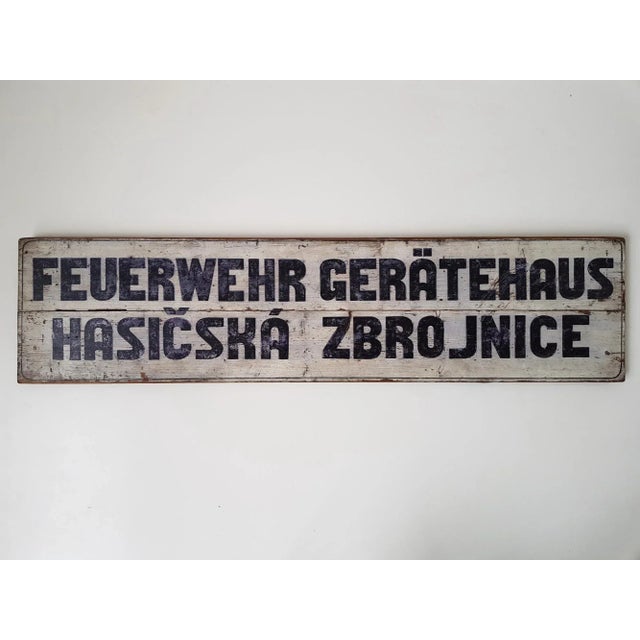 FEUERWEHR GERÄTEHAUS
HASIČSKÁ ZBROJNICE